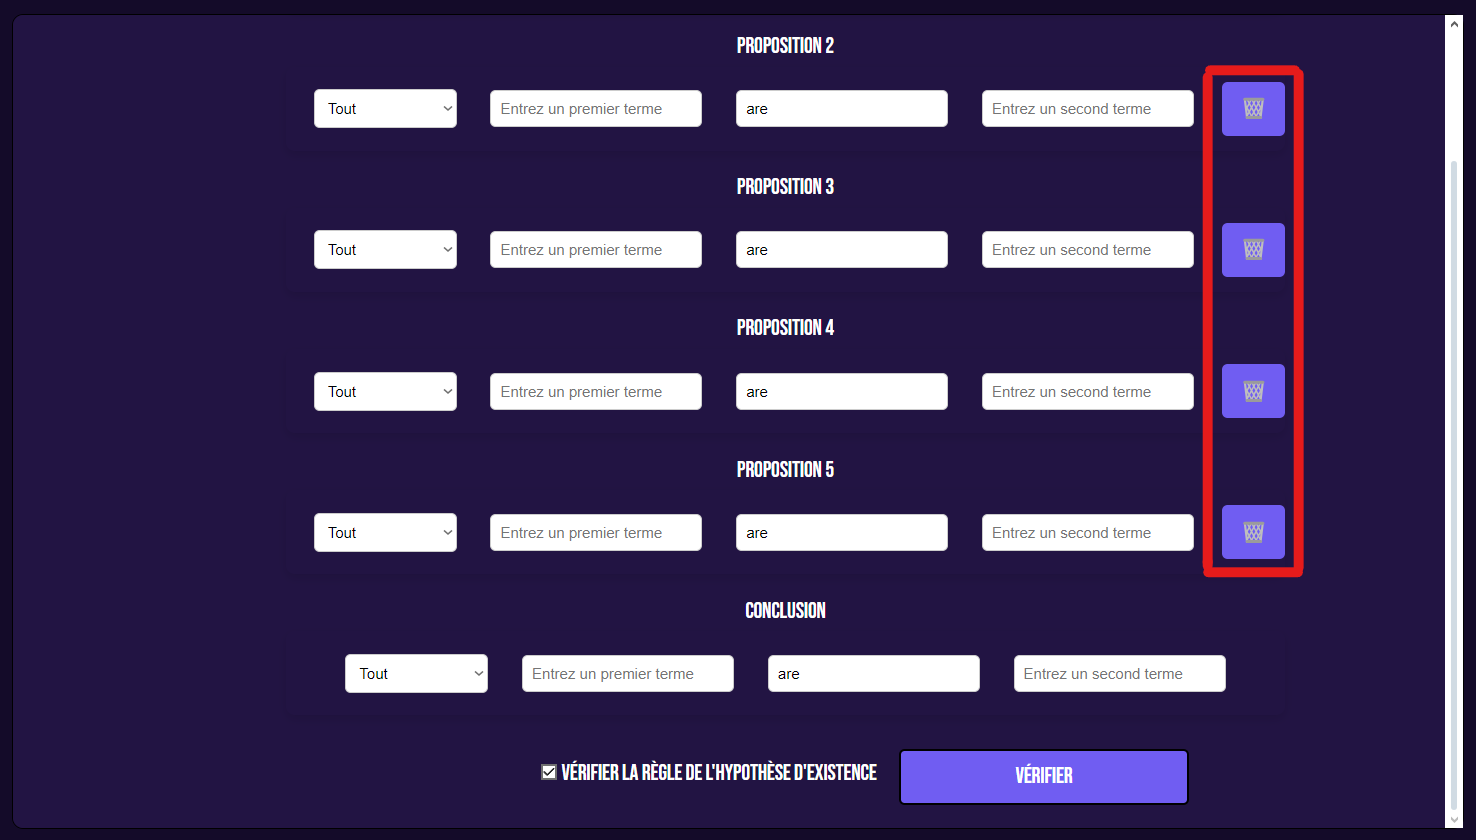 PROPOSITION 2
Tout Entrez un premier terme are Entrez un second terme
PROPOSITION 3
Tout Entrez un premier terme are Entrez un second terme
PROPOSITION 4
Tout Entrez un premier terme are Entrez un second terme
PROPOSITION 5
Tout Entrez un premier terme are Entrez un second terme
CONCLUSION
Tout Entrez un premier terme are Entrez un second terme
VÉRIFIER LA RÈGLE DE L'HYPOTHÈSE D'EXISTENCE VÉRIFIER